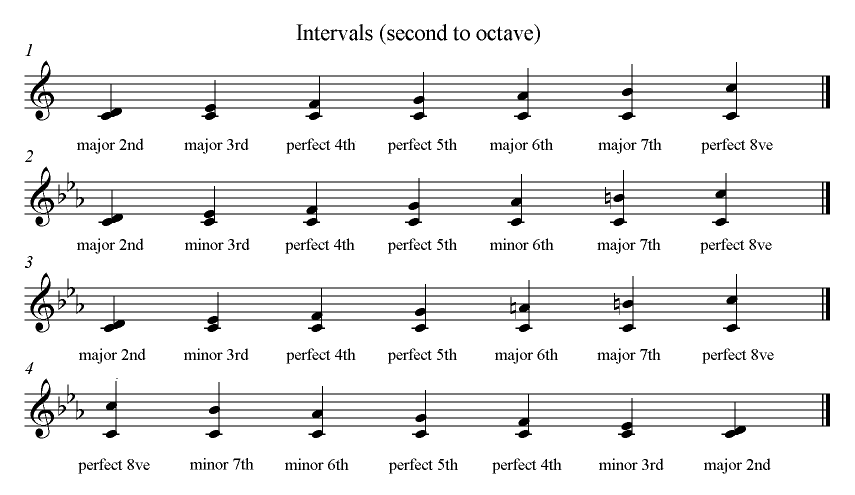 Intervals (second to octave)
1
major 2nd major 3rd perfect 4th perfect 5th major 6th major 7th perfect 8ve
2
major 2nd minor 3rd perfect 4th perfect 5th minor 6th major 7th perfect 8ve
3
major 2nd minor 3rd perfect 4th perfect 5th major 6th major 7th perfect 8ve
4
perfect 8ve minor 7th minor 6th perfect 5th perfect 4th minor 3rd major 2nd